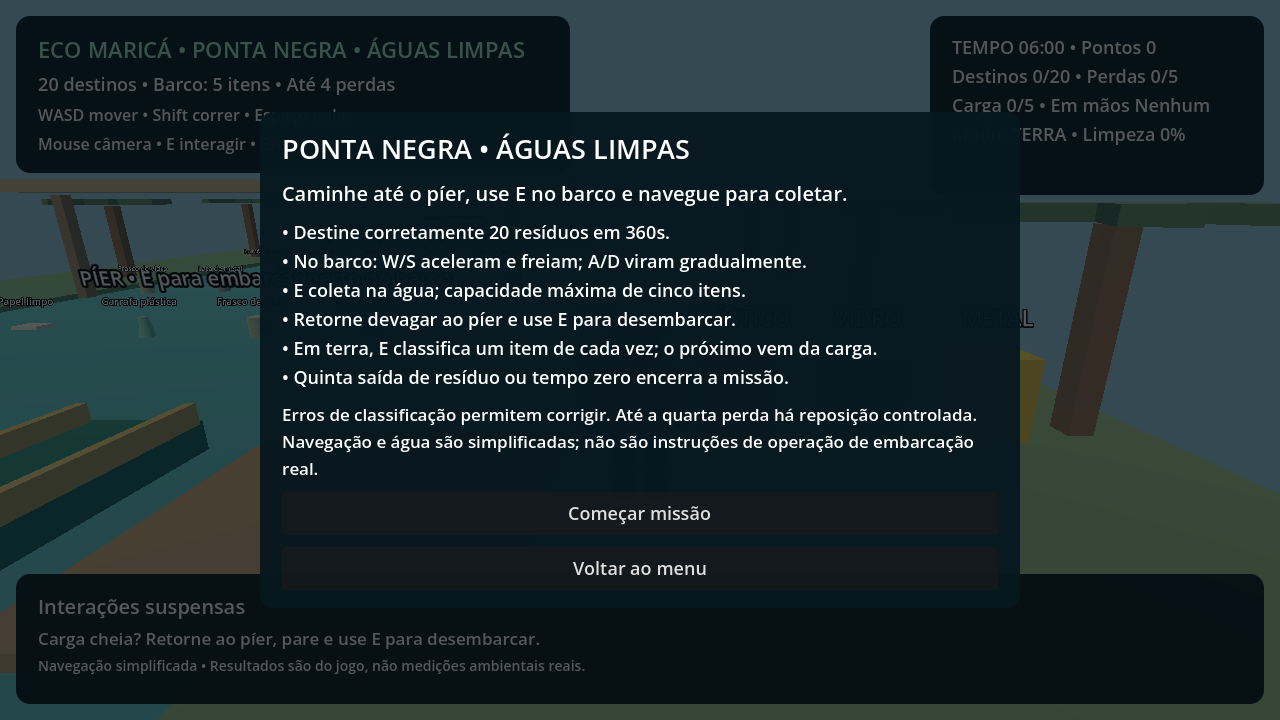 ECO MARICÁ • PONTA NEGRA • ÁGUAS LIMPAS
20 destinos • Barco: 5 itens • Até 4 perdas
WASD mover • Shift correr •
Mouse câmera • E interagir •
TEMPO 06:00 • Pontos 0
Destinos 0/20 • Perdas 0/5
Carga 0/5 • Em mãos Nenhum
TERRA • Limpeza 0%
PONTA NEGRA • ÁGUAS LIMPAS
Caminhe até o píer, use E no barco e navegue para coletar.
• Destine corretamente 20 resíduos em 360s.
• No barco: W/S aceleram e freiam; A/D viram gradualmente.
• E coleta na água; capacidade máxima de cinco itens.
• Retorne devagar ao píer e use E para desembarcar.
• Em terra, E classifica um item de cada vez; o próximo vem da carga.
• Quinta saída de resíduo ou tempo zero encerra a missão.
Erros de classificação permitem corrigir. Até a quarta perda há reposição controlada.
Navegação e água são simplificadas; não são instruções de operação de embarcação
real.
Começar missão
Voltar ao menu
PÍER • E para
Papel limpo
Garrafa plástica
Frasco de
METAL
Interações suspensas
Carga cheia? Retorne ao píer, pare e use E para desembarcar.
Navegação simplificada • Resultados são do jogo, não medições ambientais reais.